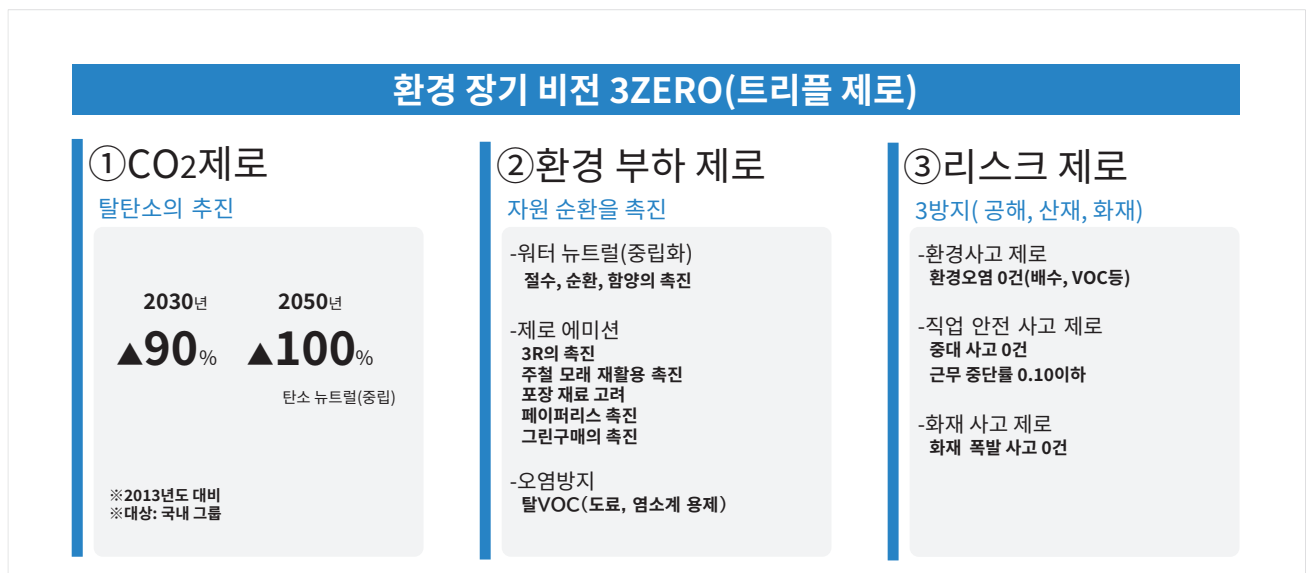 환경 장기 비전 3ZERO(트리플 제로)
①CO2제로
탈탄소의 추진
2030년
2050년
▲90%
▲100%
탄소 뉴트럴(중립)
※2013년도 대비
※대상: 국내 그룹
②환경 부하 제로
자원 순환을 촉진
-워터 뉴트럴(중립화)
절수, 순환, 함양의 촉진
-제로 에미션
3R의 촉진
주철 모래 재활용 촉진
포장 재료 고려
페이퍼리스 촉진
그린구매의 촉진
-오염방지
탈VOC(도료, 염소계 용제)
③리스크 제로
3방지( 공해, 산재, 화재)
-환경사고 제로
환경오염 0건(배수, VOC등)
-직업 안전 사고 제로
중대 사고 0건
근무 중단률 0.10이하
-화재 사고 제로
화재 폭발 사고 0건